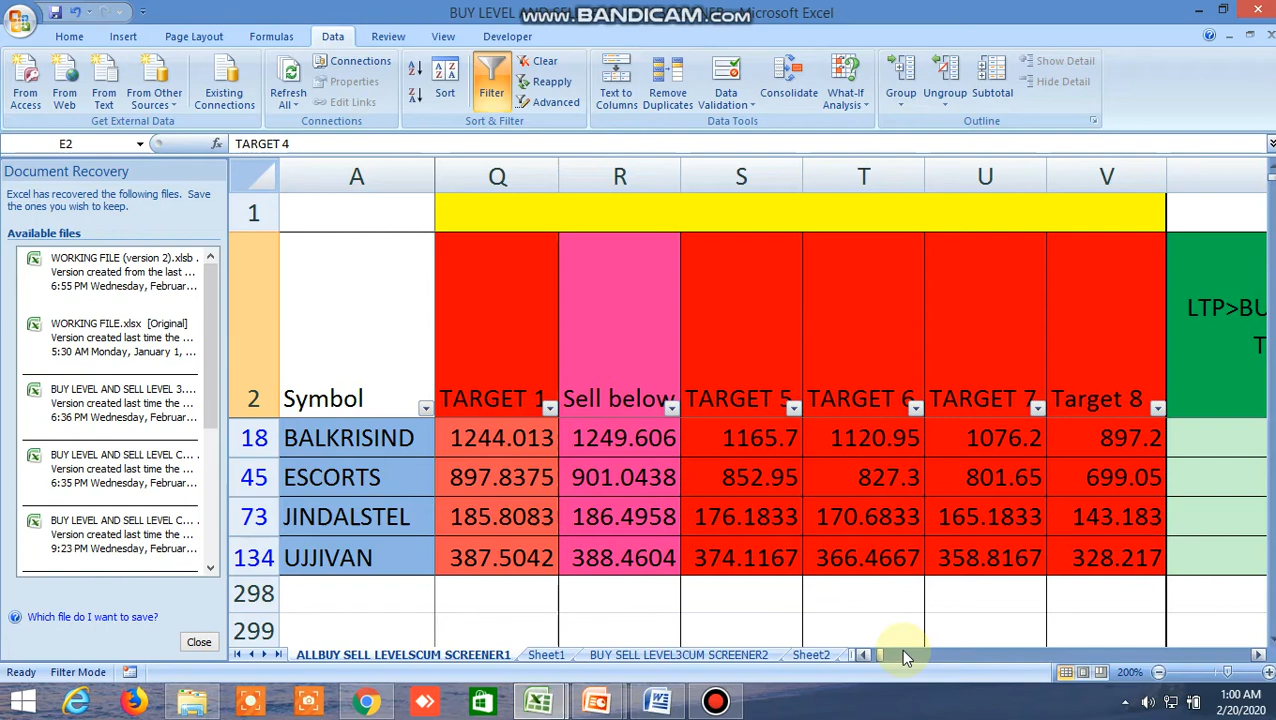 BUY LEVEL AND SELL
www.BANDICAM.com
Microsoft Excel
Home Insert Page Layout Formulas Data Review View Developer
From Access
From Web
From Text
From Other Sources
Existing Connections
Get External Data
Refresh All
Connections
Properties
Edit Links
Connections
Sort
Filter
Clear
Reapply
Advanced
Sort & Filter
Text to Columns
Remove Duplicates
Data Validation
Consolidate
What-If Analysis
Data Tools
Group
Ungroup
Subtotal
Show Detail
Hide Detail
Outline
E2 fx TARGET 4
Document Recovery
Excel has recovered the following files. Save
the ones you wish to keep.
Available files
WORKING FILE (version 2).xlsb ...
Version created from the last ...
6:55 PM Wednesday, Februar...
WORKING FILE.xlsx [Original]
Version created last time the ...
5:30 AM Monday, January 1, ...
BUY LEVEL AND SELL LEVEL 3....
Version created last time the ...
6:36 PM Wednesday, Februar...
BUY LEVEL AND SELL LEVEL C...
Version created last time the ...
6:35 PM Wednesday, Februar...
BUY LEVEL AND SELL LEVEL C...
Version created last time the ...
9:23 PM Wednesday, Februar...
Which file do I want to save?
Close
A Q R S T U V
1
LTP>BU
T
2 Symbol TARGET 1 Sell below TARGET 5 TARGET 6 TARGET 7 Target 8
18 BALKRISIND 1244.013 1249.606 1165.7 1120.95 1076.2 897.2
45 ESCORTS 897.8375 901.0438 852.95 827.3 801.65 699.05
73 JINDALSTEL 185.8083 186.4958 176.1833 170.6833 165.1833 143.183
134 UJJIVAN 387.5042 388.4604 374.1167 366.4667 358.8167 328.217
298
299
ALLBUY SELL LEVELSCUM SCREENER1 Sheet1 BUY SELL LEVEL3CUM SCREENER2 Sheet2
Ready Filter Mode 200%
1:00 AM
2/20/2020